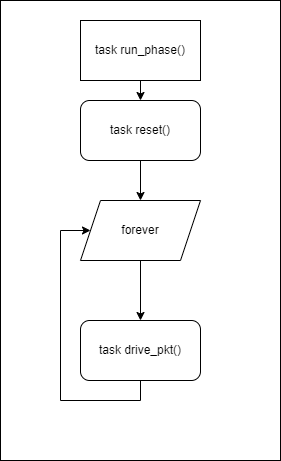 task run_phase()
task reset()
forever
task drive_pkt()